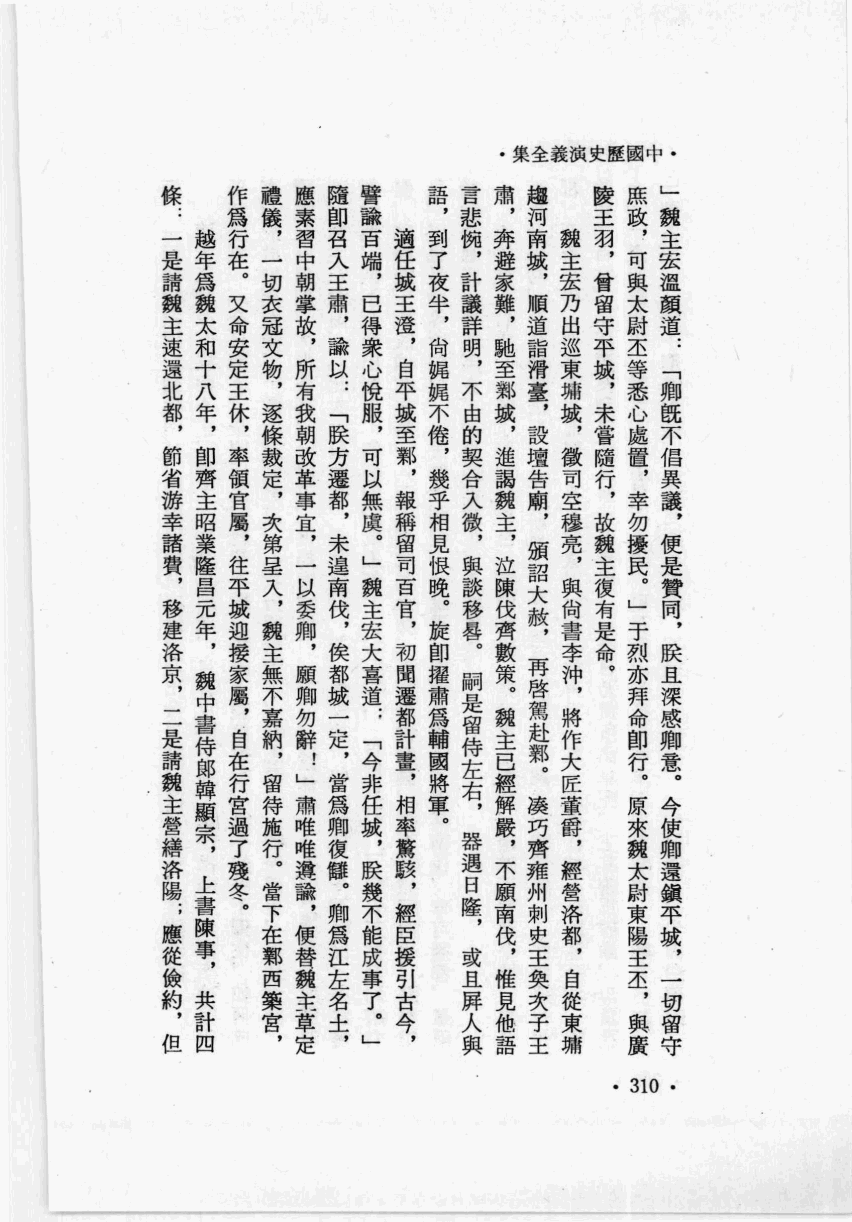 ·中國歷史演義全集·
」魏主宏溫顏道：「卿旣不倡異議，便是贊同，朕且深感卿意。今使卿還鎭平城，一切留守
庶政，可與太尉丕等悉心處置，幸勿擾民。」于烈亦拜命卽行。原來魏太尉東陽王丕，與廣
陵王羽，曾留守平城，未嘗隨行，故魏主復有是命。
魏主宏乃出巡東墉城，徵司空穆亮，與尙書李沖，將作大匠董爵，經營洛都，自從東墉
趨河南城，順道詣滑臺，設壇告廟，頒詔大赦，再啓駕赴鄴。湊巧齊雍州刺史王奐次子王
肅，奔避家難，馳至鄴城，進謁魏主，泣陳伐齊數策。魏主已經解嚴，不願南伐，惟見他語
言悲惋，計議詳明，不由的契合入微，與談移晷。嗣是留侍左右，器遇日隆，或且屛人與
語，到了夜半，尙娓娓不倦，幾乎相見恨晚。旋卽擢肅爲輔國將軍。
適任城王澄，自平城至鄴，報稱留司百官，初聞遷都計畫，相率驚駭，經臣援引古今，
譬諭百端，已得衆心悅服，可以無虞。」魏主宏大喜道：「今非任城，朕幾不能成事了。」
隨卽召入王肅，諭以：「朕方遷都，未遑南伐，俟都城一定，當爲卿復讎。卿爲江左名士，
應素習中朝掌故，所有我朝改革事宜，一以委卿，願卿勿辭！」肅唯唯遵諭，便替魏主草定
禮儀，一切衣冠文物，逐條裁定，次第呈入，魏主無不嘉納，留待施行。當下在鄴西築宮，
作爲行在。又命安定王休，率領官屬，往平城迎接家屬，自在行宮過了殘冬。
越年爲魏太和十八年，卽齊主昭業隆昌元年，魏中書侍郞韓顯宗，上書陳事，共計四
條：一是請魏主速還北都，節省游幸諸費，移建洛京，二是請魏主營繕洛陽；應從儉約，但
·310·